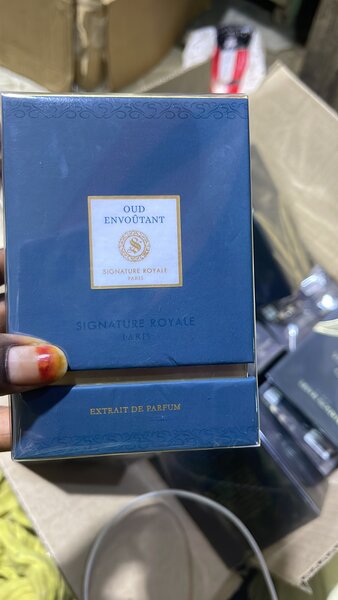 OUD
ENVOÛTANT
S
SIGNATURE ROYALE
PARIS
SIGNATURE ROYALE
PARIS
EXTRAIT DE PARFUM